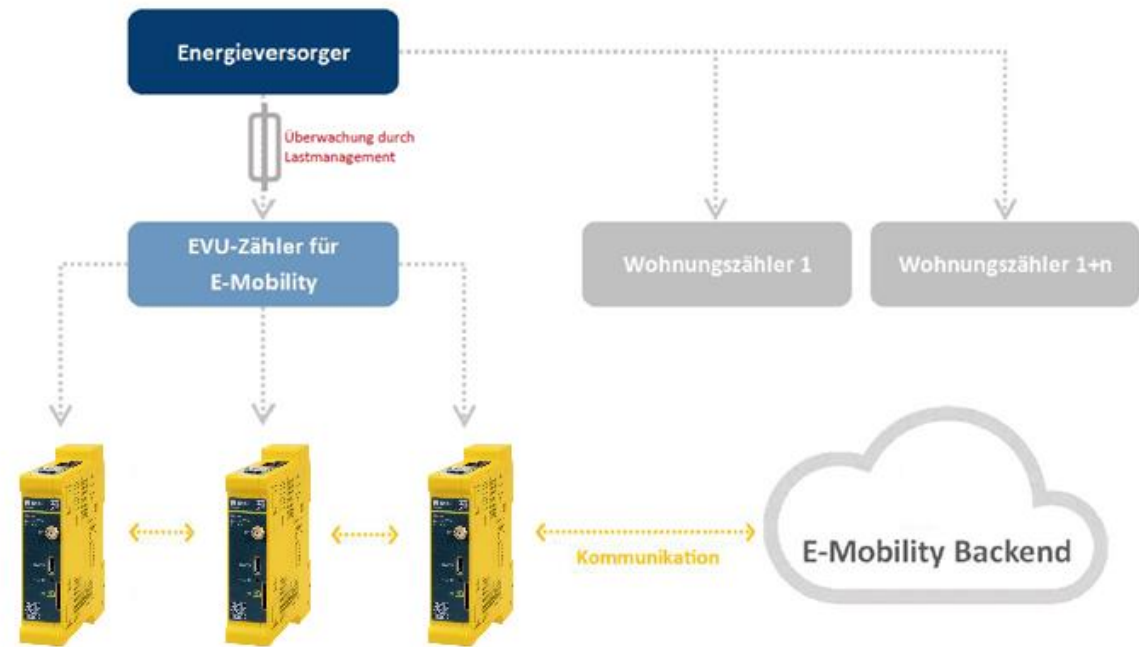 Energieversorger
Überwachung durch
Lastmanagement
EVU-Zähler für
E-Mobility
Wohnungszähler 1
Wohnungszähler 1+n
Kommunikation
E-Mobility Backend